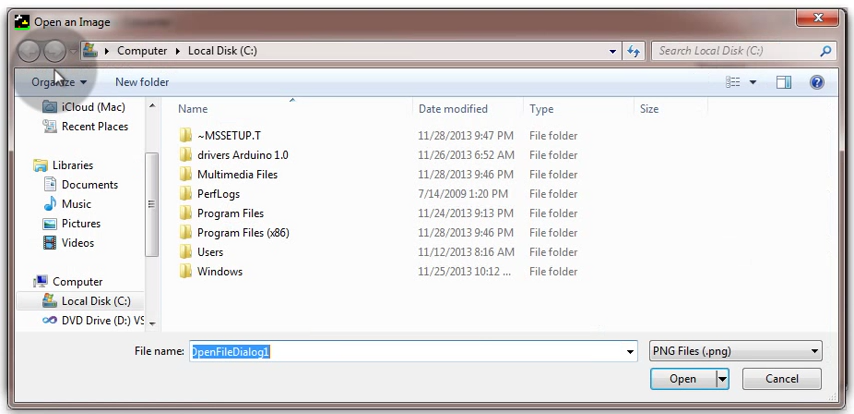 Open an Image
Computer Local Disk (C:) Search Local Disk (C:)
Organize New folder
iCloud (Mac)
Recent Places
Libraries
Documents
Music
Pictures
Videos
Computer
Local Disk (C:)
DVD Drive (D:) VS
Name Date modified Type Size
~MSSETUP.T 11/28/2013 9:47 PM File folder
drivers Arduino 1.0 11/26/2013 6:52 AM File folder
Multimedia Files 11/28/2013 9:46 PM File folder
PerfLogs 7/14/2009 1:20 PM File folder
Program Files 11/24/2013 9:13 PM File folder
Program Files (x86) 11/28/2013 9:46 PM File folder
Users 11/12/2013 8:16 AM File folder
Windows 11/25/2013 10:12 ... File folder
File name: OpenFileDialog1 PNG Files (.png)
Open Cancel